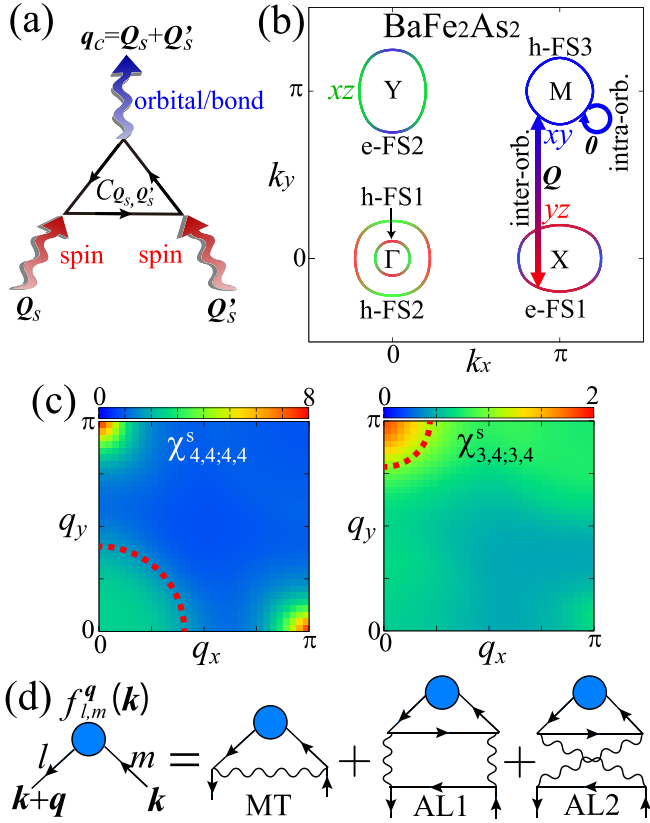 (a)
q_c=Q_s+Q'_s
orbital/bond
C_{Q_s,Q'_s}
spin spin
Q_s Q'_s
(b) BaFe₂As₂
h-FS3
π xz Y M
xy 0
e-FS2
inter-orb. Q intra-orb.
k_y
h-FS1
yz
0 Γ X
h-FS2 e-FS1
0 π
k_x
(c)
0 8
π
χ^s_{4,4;4,4}
q_y
0
0 q_x π
0 2
π
χ^s_{3,4;3,4}
q_y
0
0 q_x π
(d) f^q_{l,m}(k)
l m = + +
k+q k MT AL1 AL2